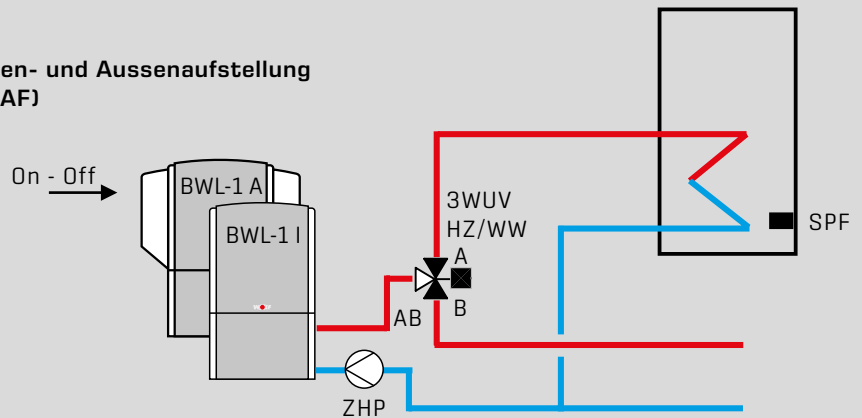 en- und Aussenaufstellung
AF)
On - Off
BWL-1 A
BWL-1 I
3WUV
HZ/WW
A
AB
B
SPF
ZHP